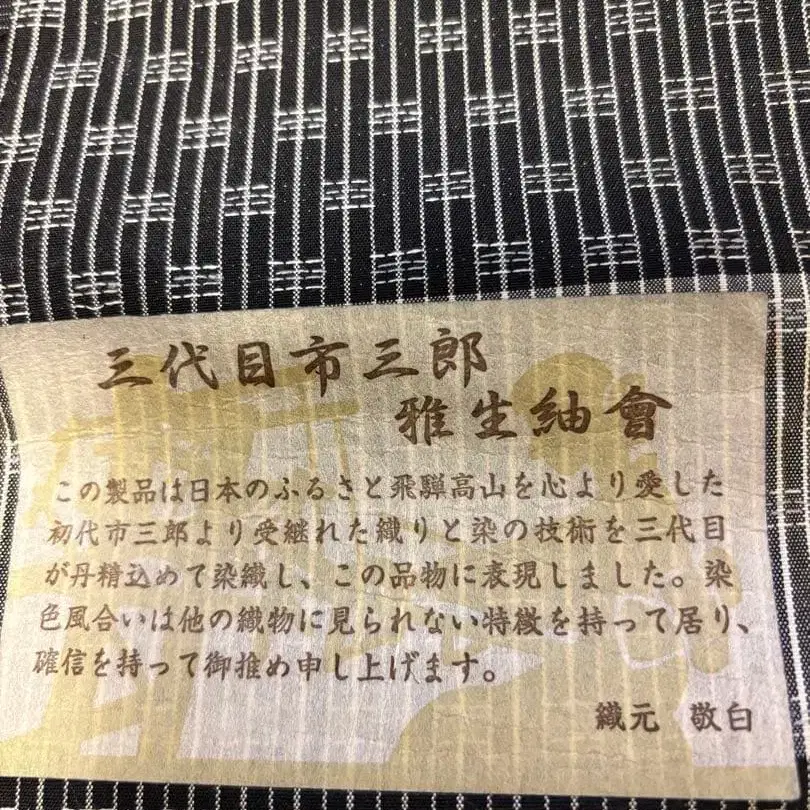 三代目市三郎
雅生紬會
この製品は日本のふるさと飛騨高山を心より愛した
初代市三郎より受継れた織りと染の技術を三代目
が丹精込めて染織し、この品物に表現しました。染
色風合いは他の織物に見られない特徴を持って居り、
確信を持って御推め申し上げます。
織元 敬白